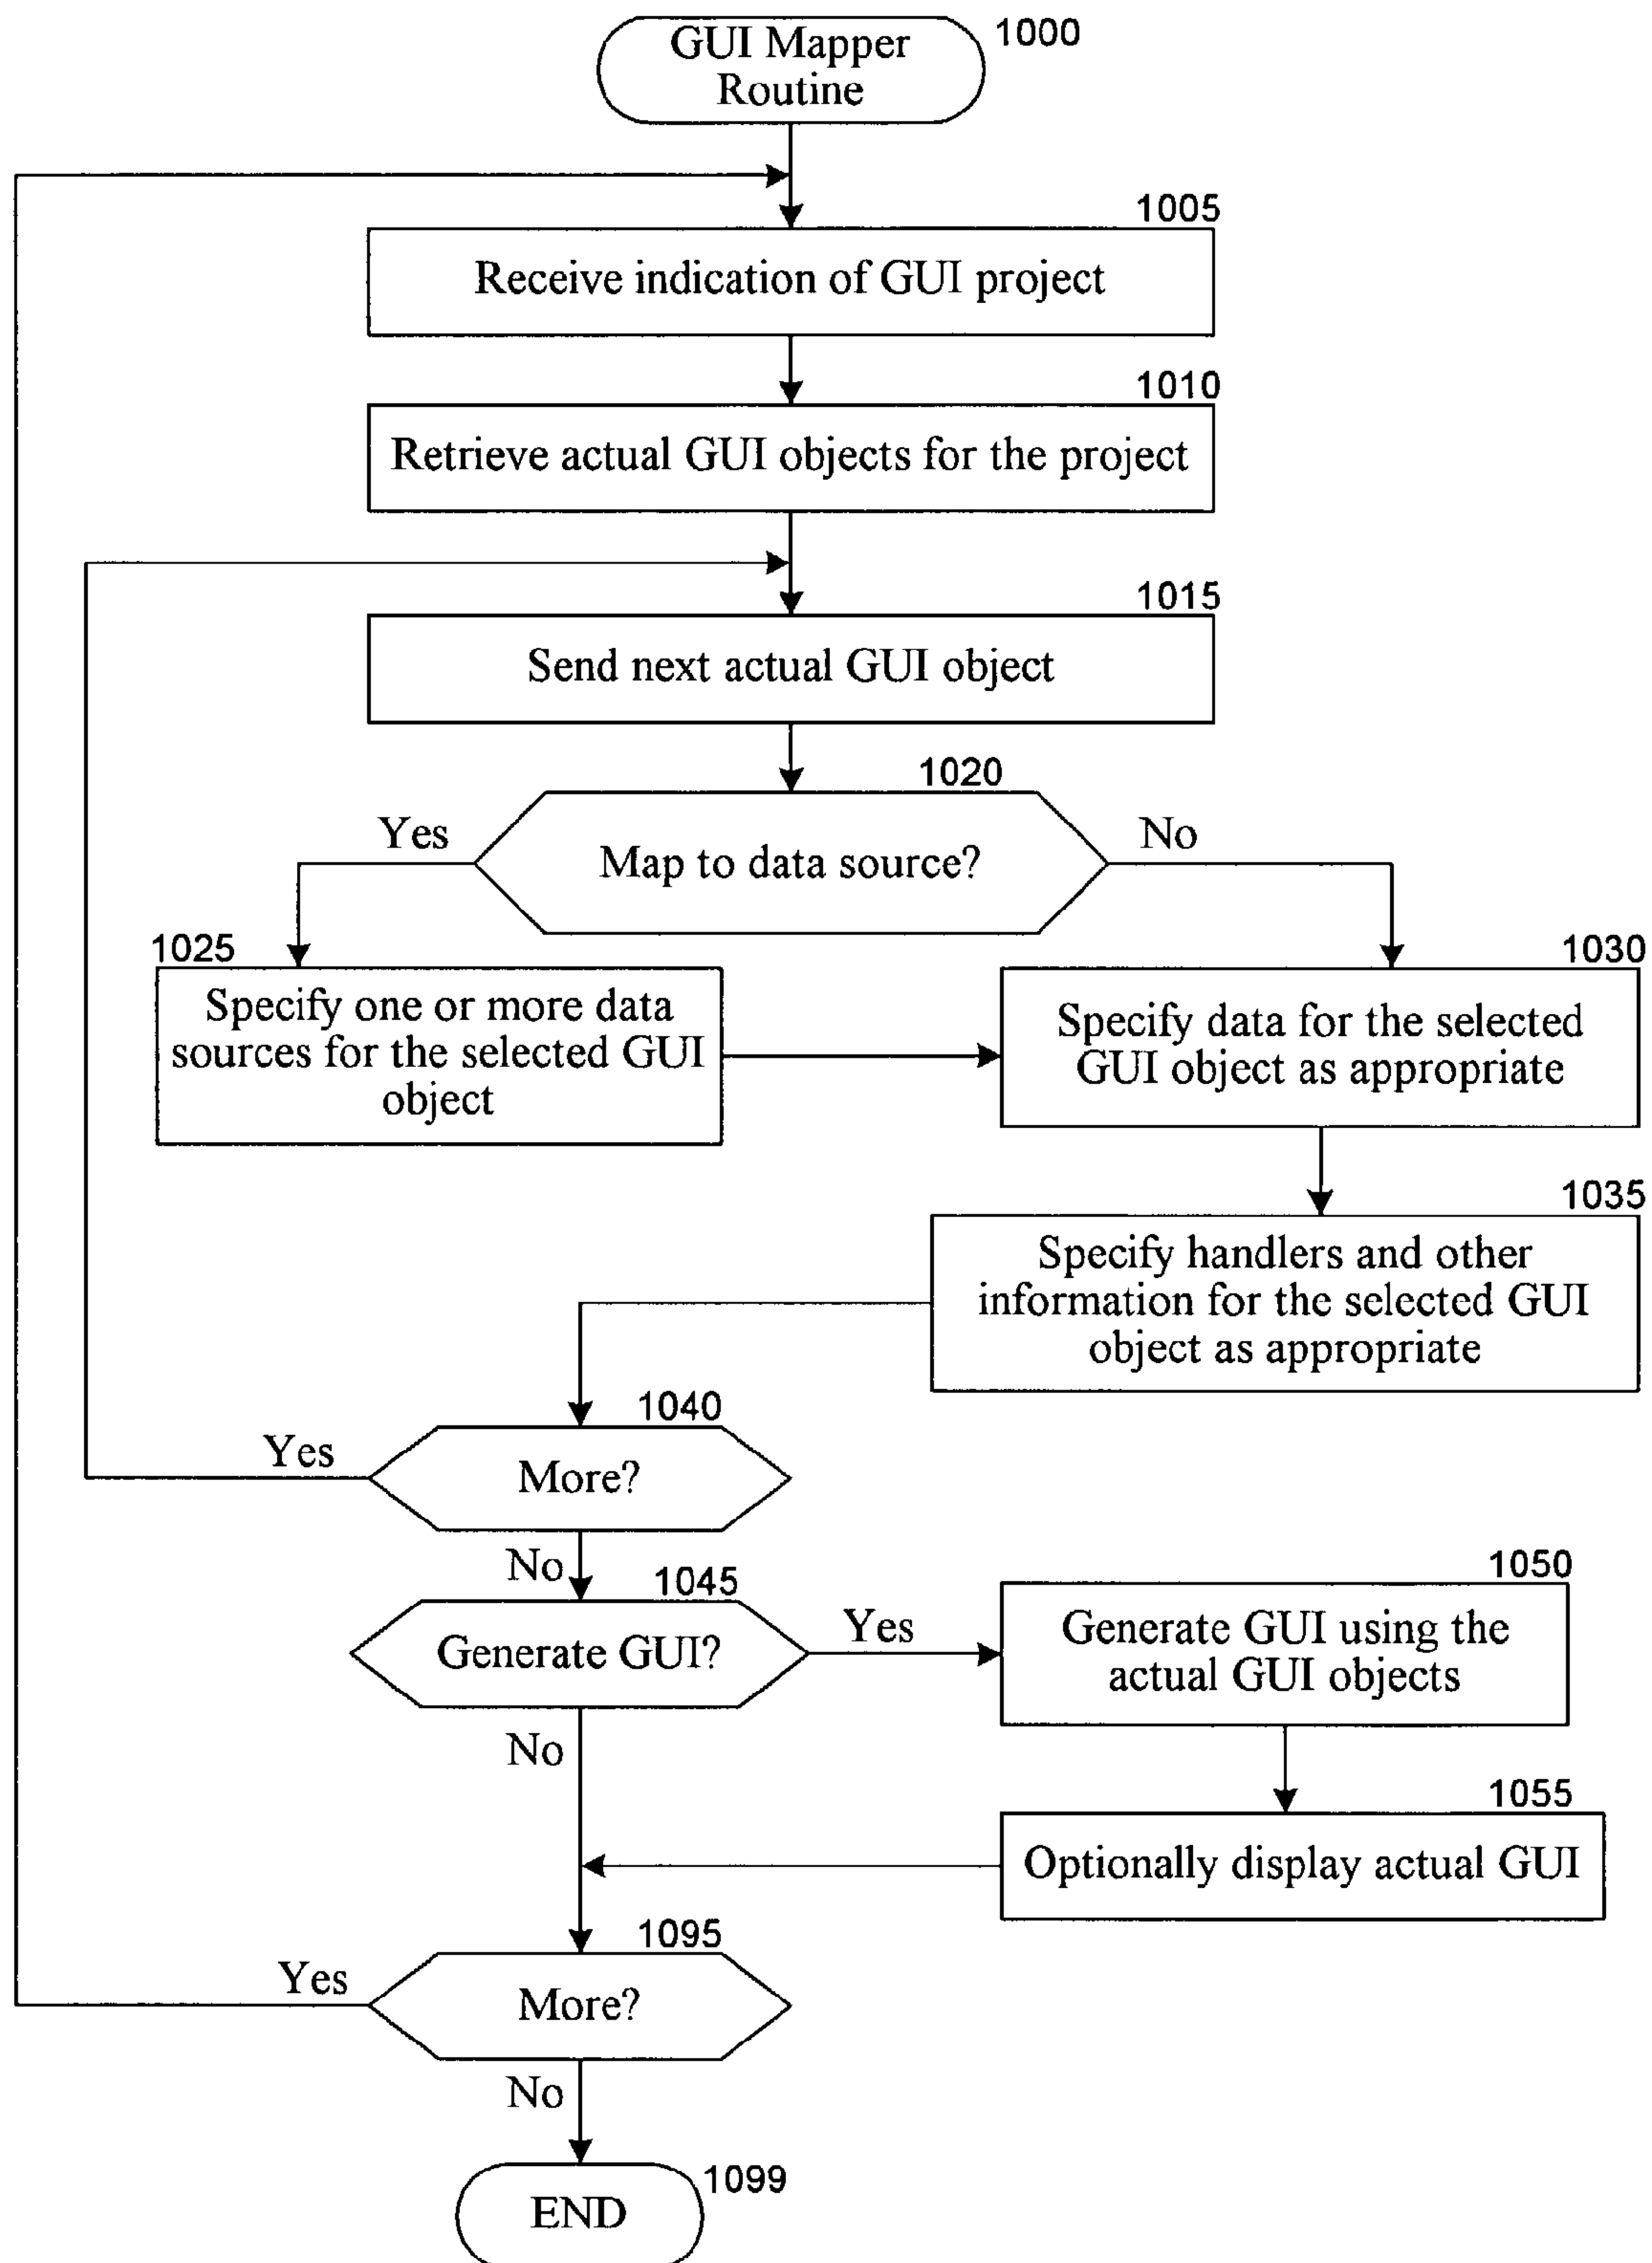 GUI Mapper
Routine
1000
1005
Receive indication of GUI project
1010
Retrieve actual GUI objects for the project
1015
Send next actual GUI object
1020
Yes
Map to data source?
No
1025
Specify one or more data
sources for the selected GUI
object
1030
Specify data for the selected
GUI object as appropriate
1035
Specify handlers and other
information for the selected GUI
object as appropriate
1040
Yes
More?
No
1045
Generate GUI?
Yes
1050
Generate GUI using the
actual GUI objects
No
1055
Optionally display actual GUI
1095
Yes
More?
No
1099
END